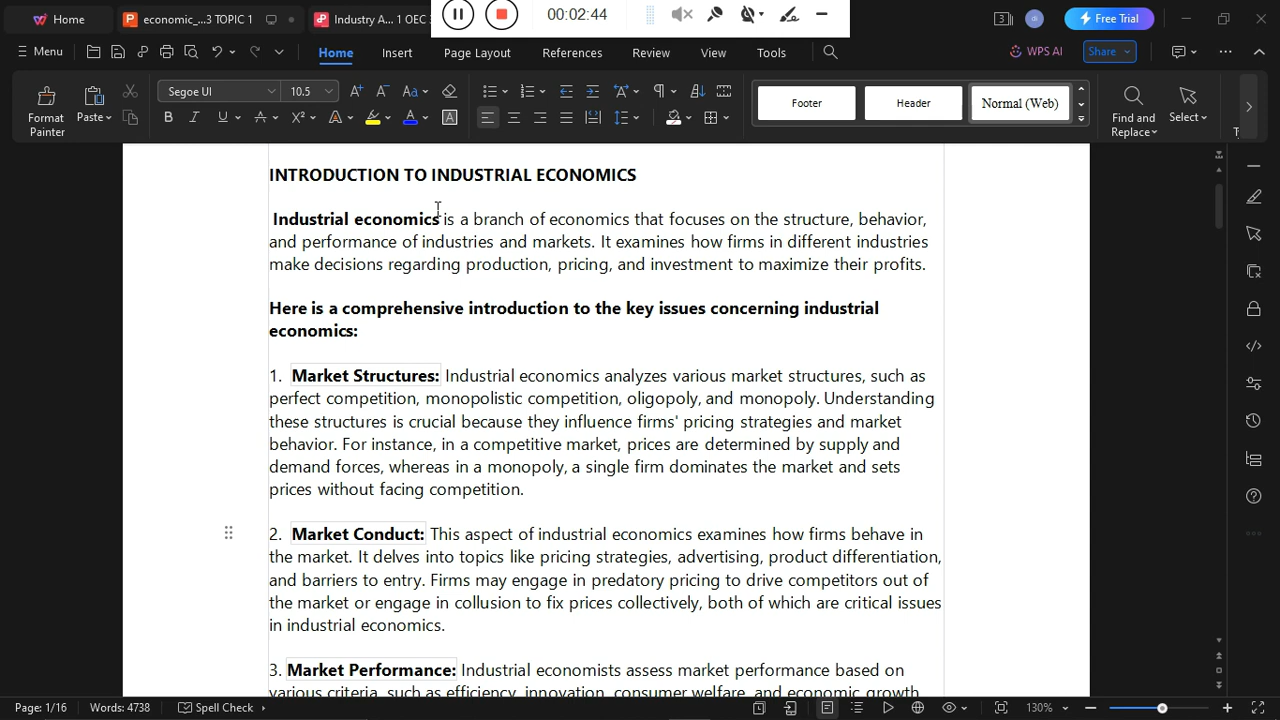 Home
economic_...TOPIC 1
Industry A... 1 OEC
00:02:44
Free Trial
Menu
Home
Insert
Page Layout
References
Review
View
Tools
WPS AI
Share
Format Painter
Paste
Segoe UI
10.5
Footer
Header
Normal (Web)
Find and Replace
Select
INTRODUCTION TO INDUSTRIAL ECONOMICS
Industrial economics is a branch of economics that focuses on the structure, behavior,
and performance of industries and markets. It examines how firms in different industries
make decisions regarding production, pricing, and investment to maximize their profits.
Here is a comprehensive introduction to the key issues concerning industrial
economics:
1. Market Structures: Industrial economics analyzes various market structures, such as
perfect competition, monopolistic competition, oligopoly, and monopoly. Understanding
these structures is crucial because they influence firms' pricing strategies and market
behavior. For instance, in a competitive market, prices are determined by supply and
demand forces, whereas in a monopoly, a single firm dominates the market and sets
prices without facing competition.
2. Market Conduct: This aspect of industrial economics examines how firms behave in
the market. It delves into topics like pricing strategies, advertising, product differentiation,
and barriers to entry. Firms may engage in predatory pricing to drive competitors out of
the market or engage in collusion to fix prices collectively, both of which are critical issues
in industrial economics.
3. Market Performance: Industrial economists assess market performance based on
various criteria, such as efficiency, innovation, consumer welfare, and economic growth.
Page: 1/16
Words: 4738
Spell Check
130%